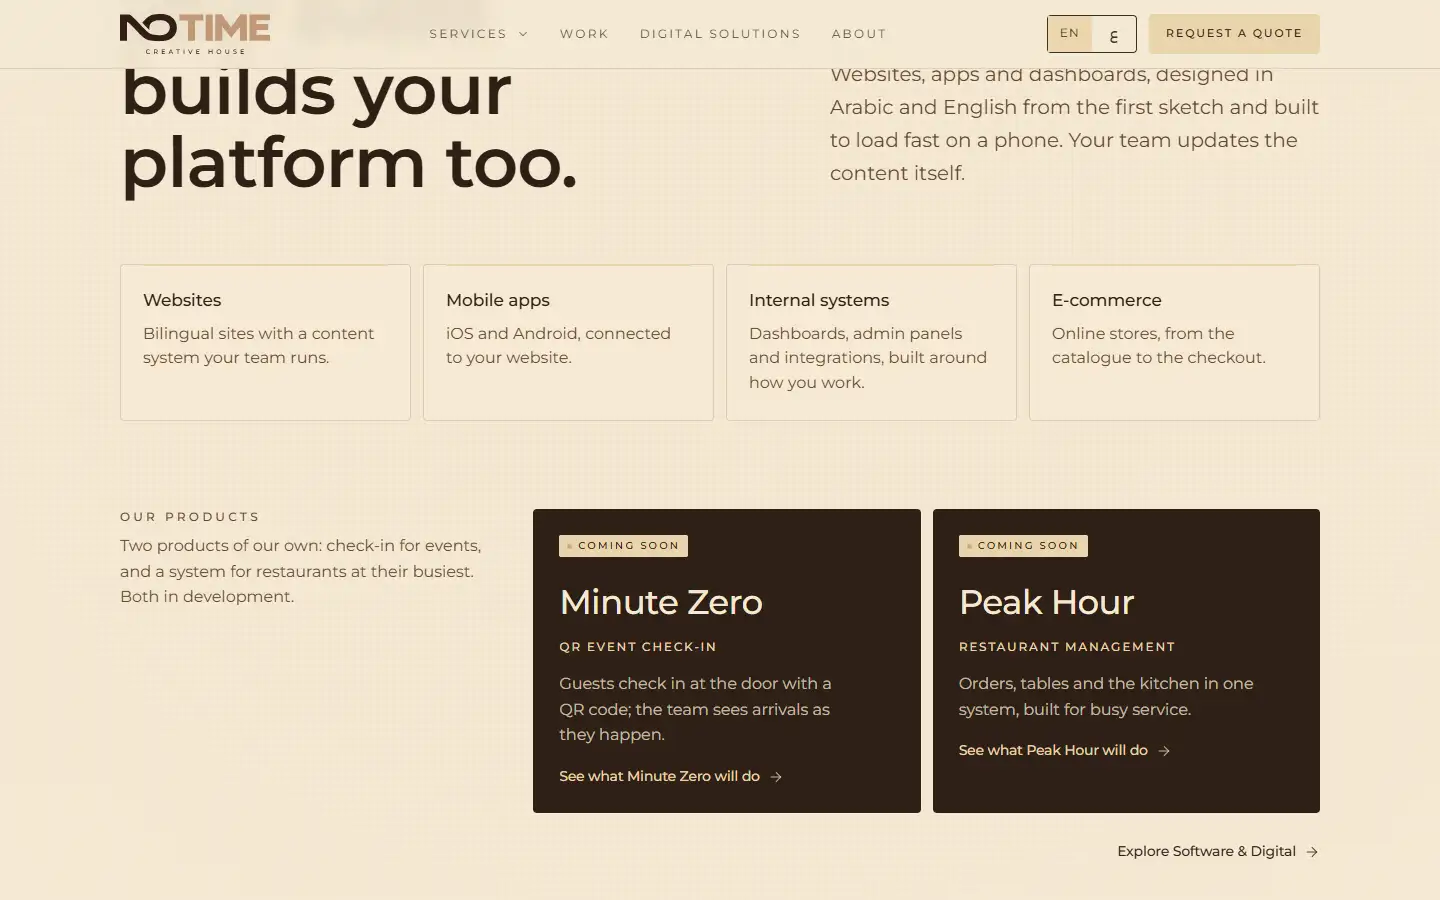 NOTIME
CREATIVE HOUSE
SERVICES
WORK
DIGITAL SOLUTIONS
ABOUT
EN
ع
REQUEST A QUOTE
builds your
platform too.
Websites, apps and dashboards, designed in
Arabic and English from the first sketch and built
to load fast on a phone. Your team updates the
content itself.
Websites
Bilingual sites with a content
system your team runs.
Mobile apps
iOS and Android, connected
to your website.
Internal systems
Dashboards, admin panels
and integrations, built around
how you work.
E-commerce
Online stores, from the
catalogue to the checkout.
OUR PRODUCTS
Two products of our own: check-in for events,
and a system for restaurants at their busiest.
Both in development.
COMING SOON
Minute Zero
QR EVENT CHECK-IN
Guests check in at the door with a
QR code; the team sees arrivals as
they happen.
See what Minute Zero will do →
COMING SOON
Peak Hour
RESTAURANT MANAGEMENT
Orders, tables and the kitchen in one
system, built for busy service.
See what Peak Hour will do →
Explore Software & Digital →